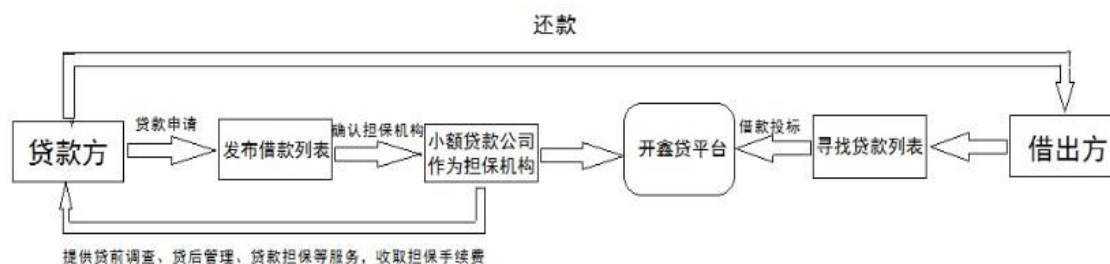 还款
贷款方
贷款申请
发布借款列表
确认担保机构
小额贷款公司
作为担保机构
开鑫贷平台
借款投标
寻找贷款列表
借出方
提供贷前调查、贷后管理、贷款担保等服务，收取担保手续费